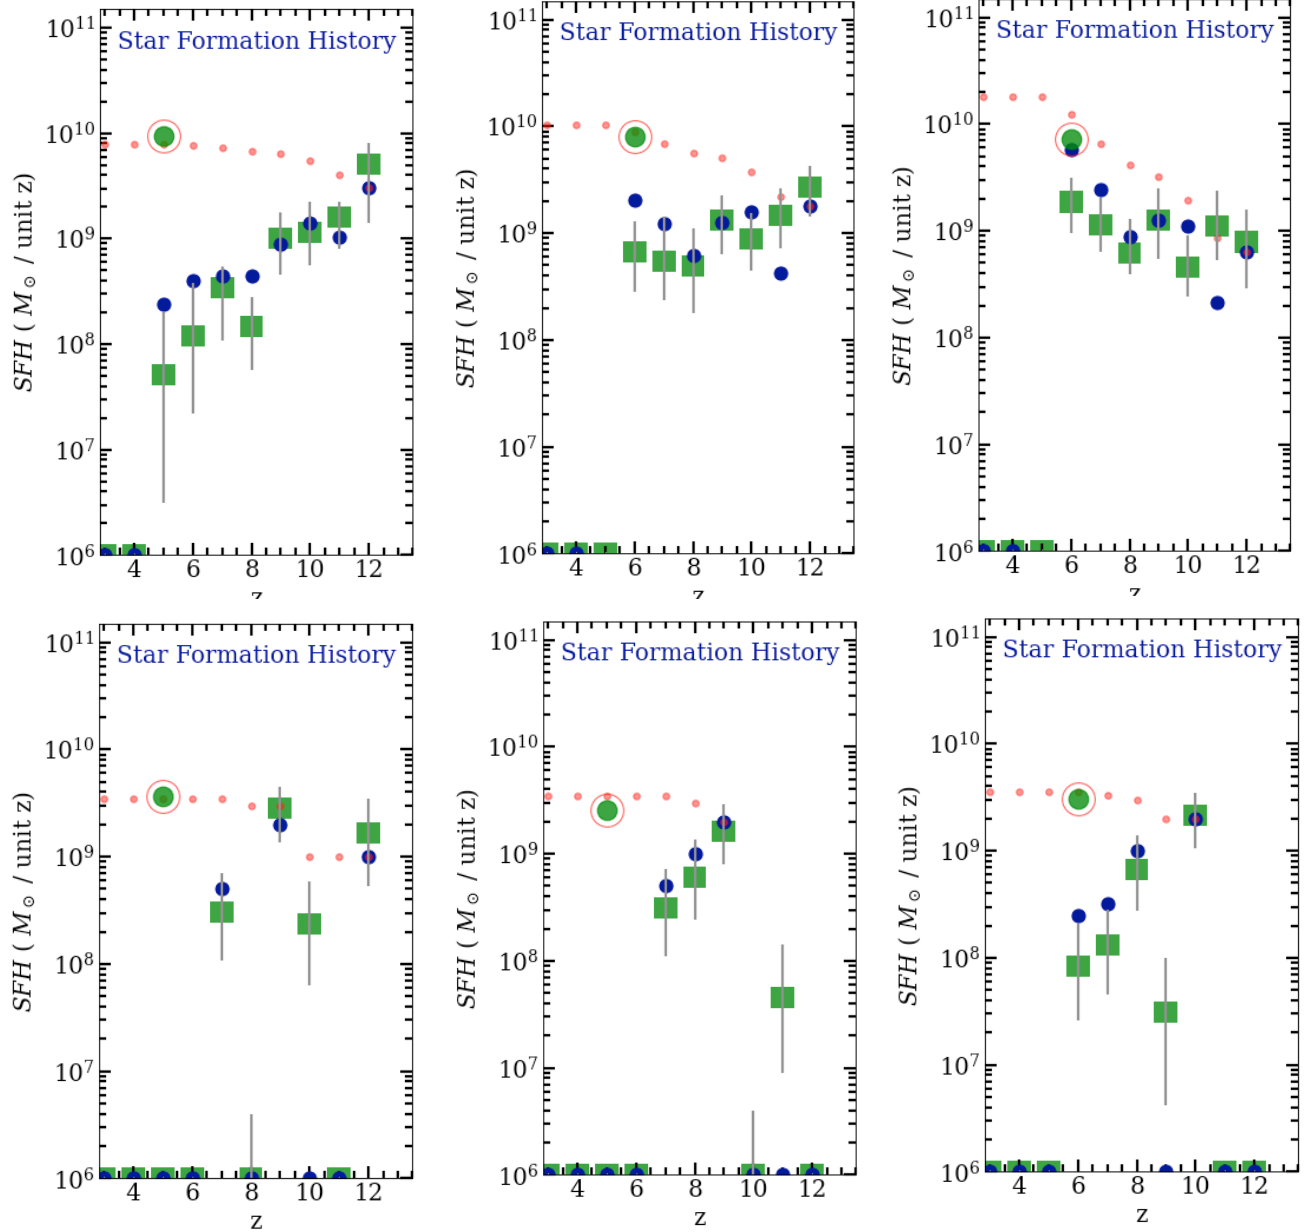 Star Formation History
SFH ( M⊙ / unit z)
10¹¹
10¹⁰
10⁹
10⁸
10⁷
10⁶
4 6 8 10 12
z
Star Formation History
SFH ( M⊙ / unit z)
10¹¹
10¹⁰
10⁹
10⁸
10⁷
10⁶
4 6 8 10 12
z
Star Formation History
SFH ( M⊙ / unit z)
10¹¹
10¹⁰
10⁹
10⁸
10⁷
10⁶
4 6 8 10 12
z
Star Formation History
SFH ( M⊙ / unit z)
10¹¹
10¹⁰
10⁹
10⁸
10⁷
10⁶
4 6 8 10 12
z
Star Formation History
SFH ( M⊙ / unit z)
10¹¹
10¹⁰
10⁹
10⁸
10⁷
10⁶
4 6 8 10 12
z
Star Formation History
SFH ( M⊙ / unit z)
10¹¹
10¹⁰
10⁹
10⁸
10⁷
10⁶
4 6 8 10 12
z